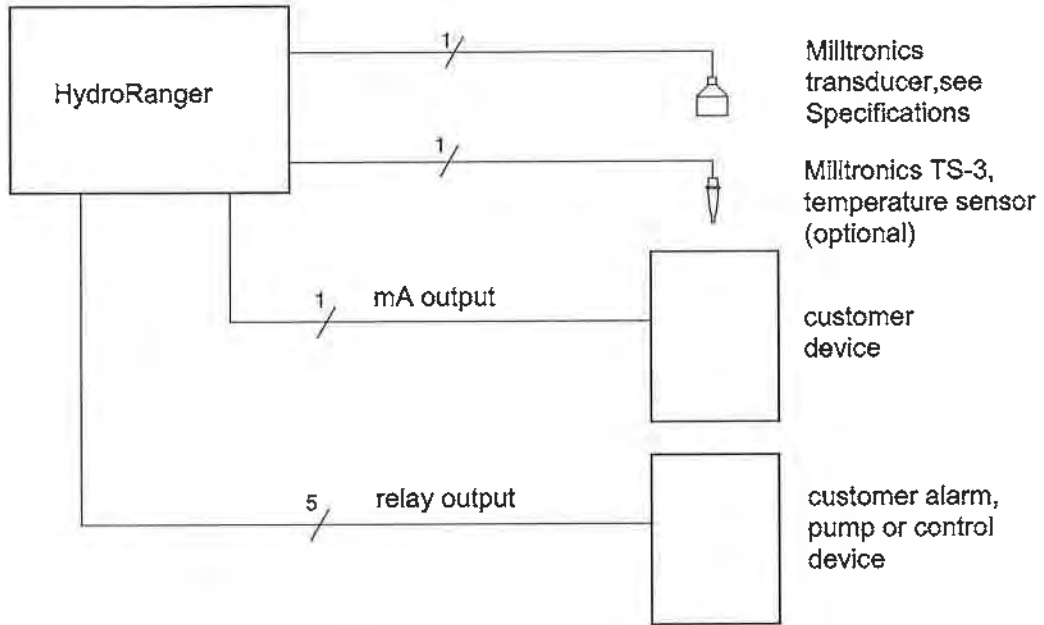 HydroRanger
1
Milltronics
transducer,see
Specifications
1
Milltronics TS-3,
temperature sensor
(optional)
1
mA output
customer
device
5
relay output
customer alarm,
pump or control
device